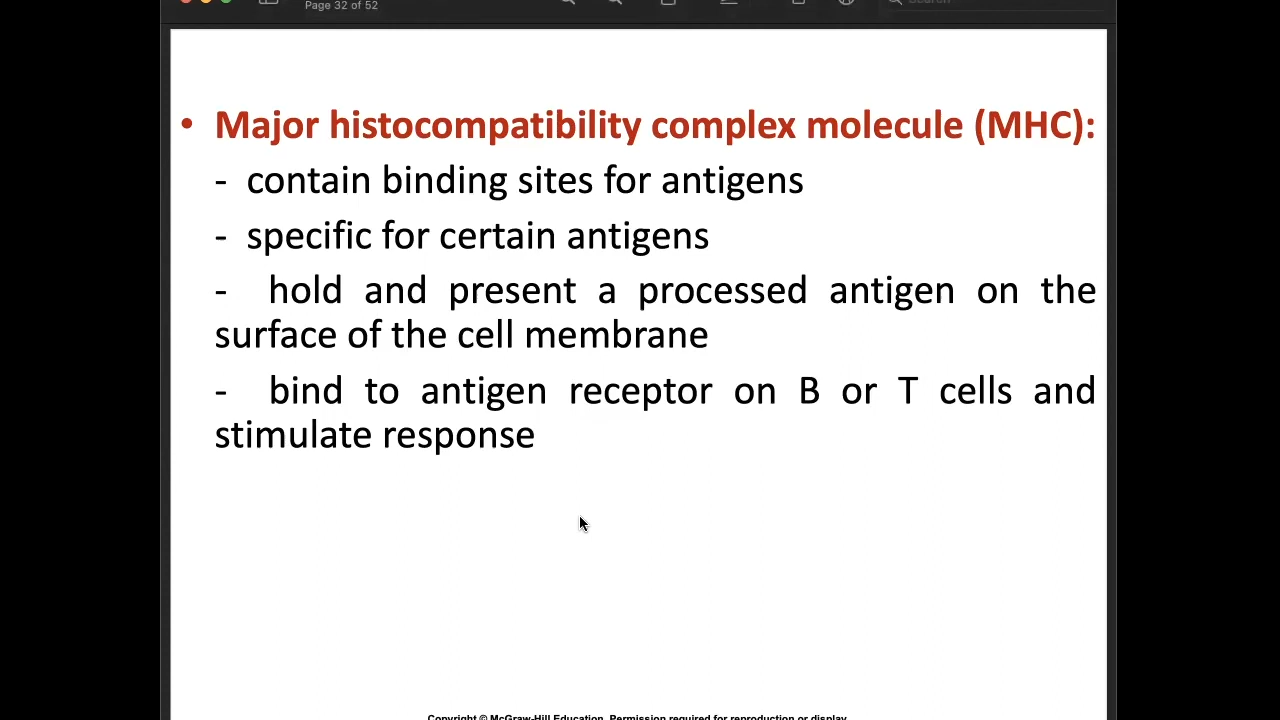 Page 32 of 52
Search
• Major histocompatibility complex molecule (MHC):
- contain binding sites for antigens
- specific for certain antigens
- hold and present a processed antigen on the
surface of the cell membrane
- bind to antigen receptor on B or T cells and
stimulate response
Copyright © McGraw-Hill Education. Permission required for reproduction or display.